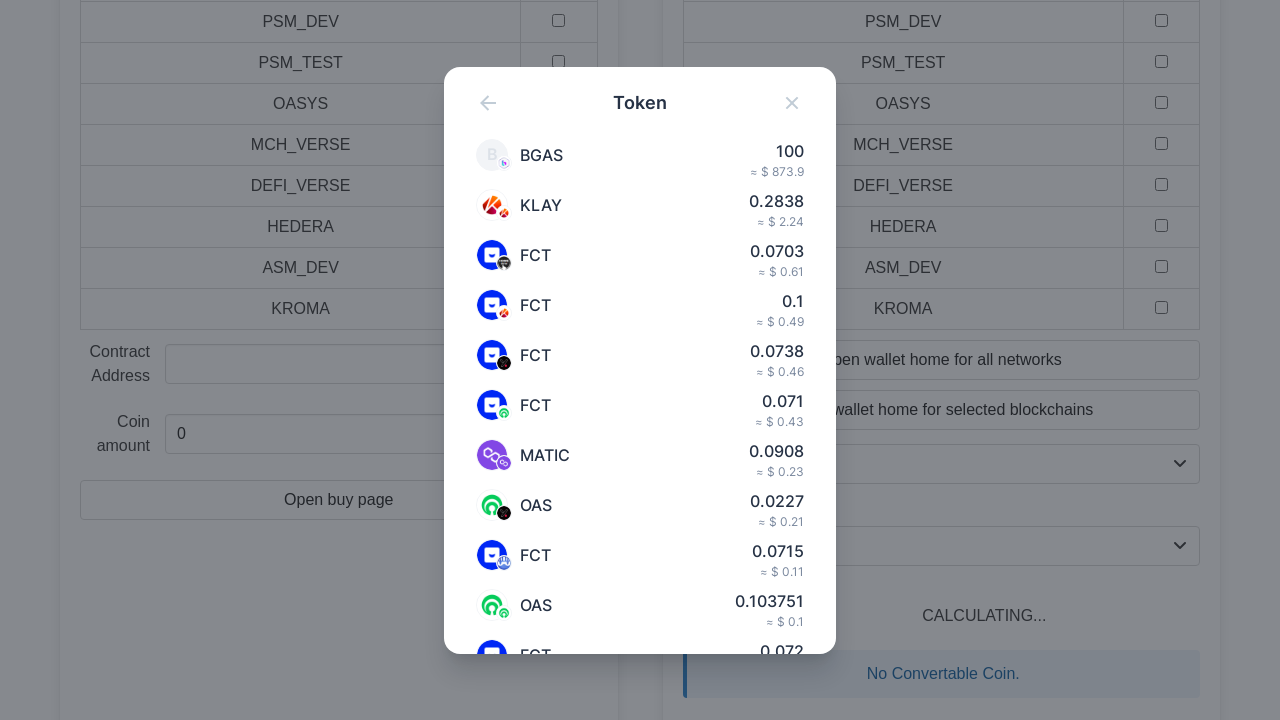 PSM_DEV
PSM_TEST
OASYS
MCH_VERSE
DEFI_VERSE
HEDERA
ASM_DEV
KROMA
Contract
Address
Coin
amount
0
Open buy page
Token
B
BGAS
100
≈ $ 873.9
KLAY
0.2838
≈ $ 2.24
FCT
0.0703
≈ $ 0.61
FCT
0.1
≈ $ 0.49
FCT
0.0738
≈ $ 0.46
FCT
0.071
≈ $ 0.43
MATIC
0.0908
≈ $ 0.23
OAS
0.0227
≈ $ 0.21
FCT
0.0715
≈ $ 0.11
OAS
0.103751
≈ $ 0.1
FCT
0.072
PSM_DEV
PSM_TEST
OASYS
MCH_VERSE
DEFI_VERSE
HEDERA
ASM_DEV
KROMA
pen wallet home for all networks
wallet home for selected blockchains
CALCULATING...
No Convertable Coin.